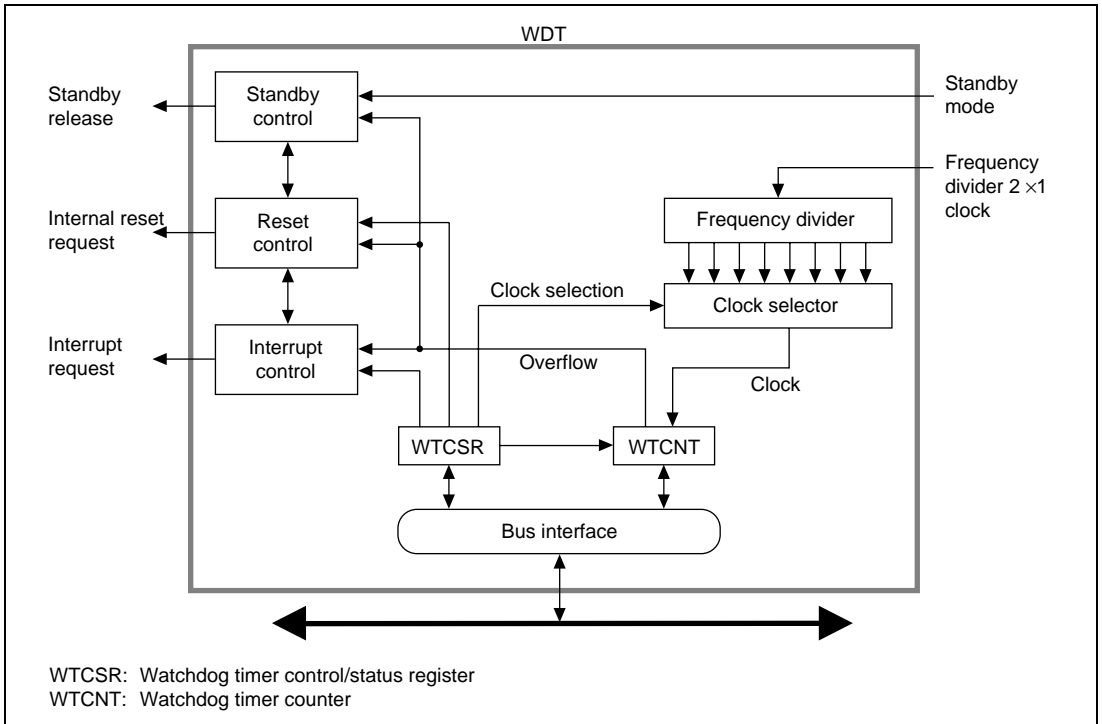 WDT
Standby
release
Standby
control
Standby
mode
Frequency
divider 2 ×1
clock
Internal reset
request
Reset
control
Frequency divider
Clock selection
Clock selector
Interrupt
request
Interrupt
control
Overflow
Clock
WTCSR
WTCNT
Bus interface
WTCSR: Watchdog timer control/status register
WTCNT: Watchdog timer counter